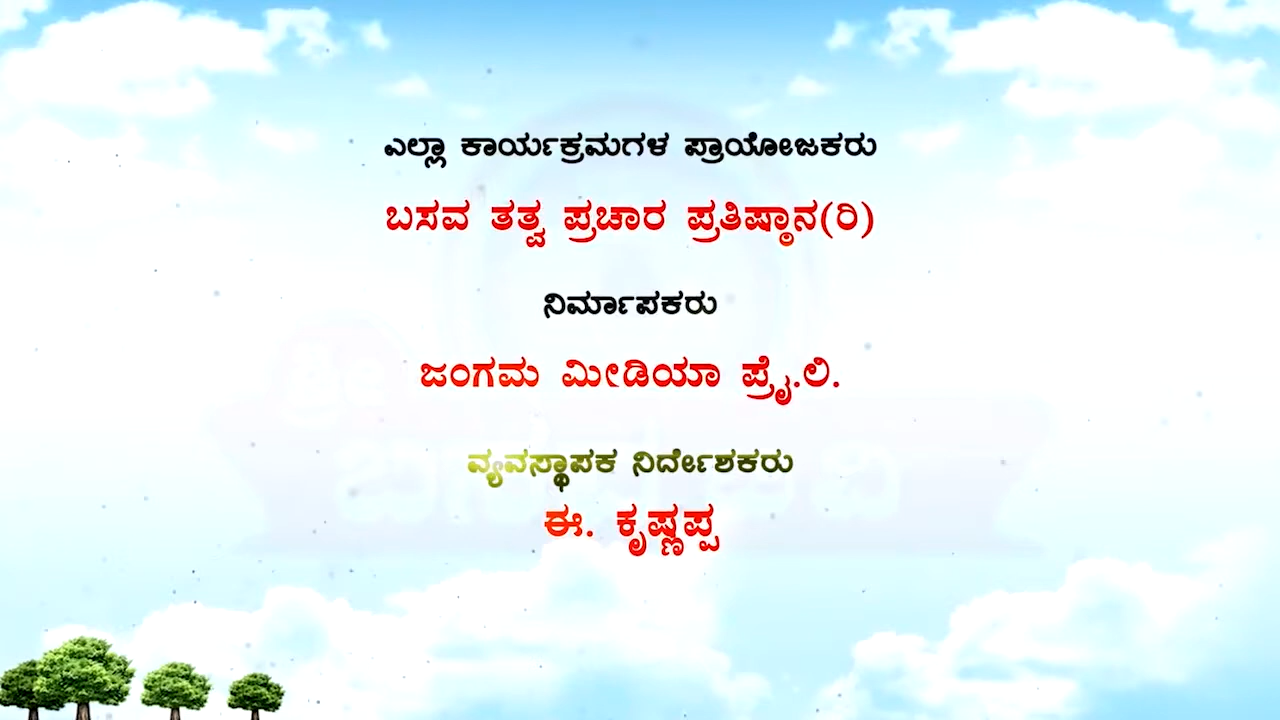 ಎಲ್ಲಾ ಕಾರ್ಯಕ್ರಮಗಳ ಪ್ರಾಯೋಜಕರು
ಬಸವ ತತ್ವ ಪ್ರಚಾರ ಪ್ರತಿಷ್ಠಾನ(ರಿ)
ನಿರ್ಮಾಪಕರು
ಜಂಗಮ ಮೀಡಿಯಾ ಪ್ರೈ.ಲಿ.
ವ್ಯವಸ್ಥಾಪಕ ನಿರ್ದೇಶಕರು
ಈ. ಕೃಷ್ಣಪ್ಪ